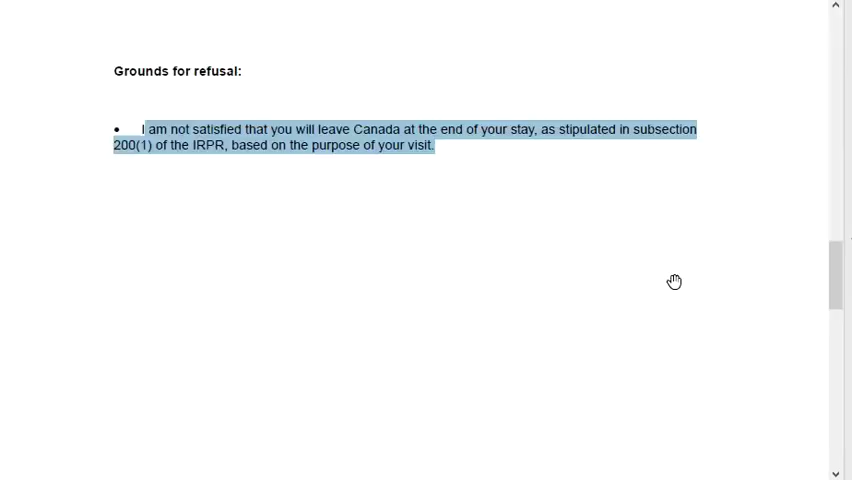 Grounds for refusal:
• I am not satisfied that you will leave Canada at the end of your stay, as stipulated in subsection
200(1) of the IRPR, based on the purpose of your visit.